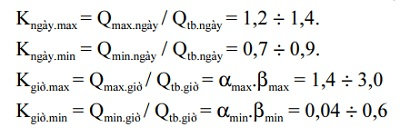 Kngày.max = Qmax.ngày / Qtb.ngày = 1,2 ÷ 1,4.
Kngày.min = Qmin.ngày / Qtb.ngày = 0,7 ÷ 0,9.
Kgiờ.max = Qmax.giờ / Qtb.giờ = αmax.βmax = 1,4 ÷ 3,0
Kgiờ.min = Qmin.giờ / Qtb.giờ = αmin.βmin = 0,04 ÷ 0,6